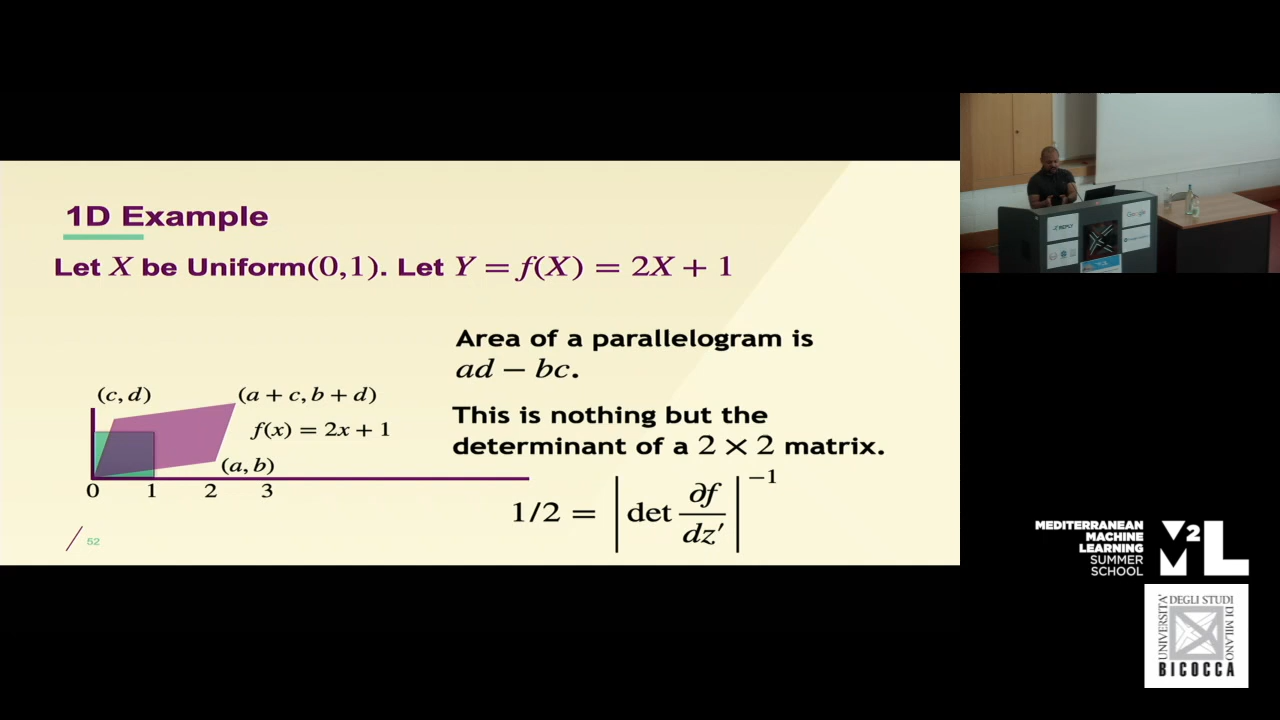 1D Example
Let X be Uniform(0,1). Let Y = f(X) = 2X + 1
Area of a parallelogram is
ad − bc.
This is nothing but the
determinant of a 2 × 2 matrix.
1/2 = |det ∂f/dz′|⁻¹
(c, d)
(a + c, b + d)
f(x) = 2x + 1
(a, b)
0 1 2 3
52
Google
MEDITERRANEAN
MACHINE
LEARNING
SUMMER
SCHOOL
M²L
UNIVERSITA'
DEGLI STUDI
DI MILANO
BICOCCA